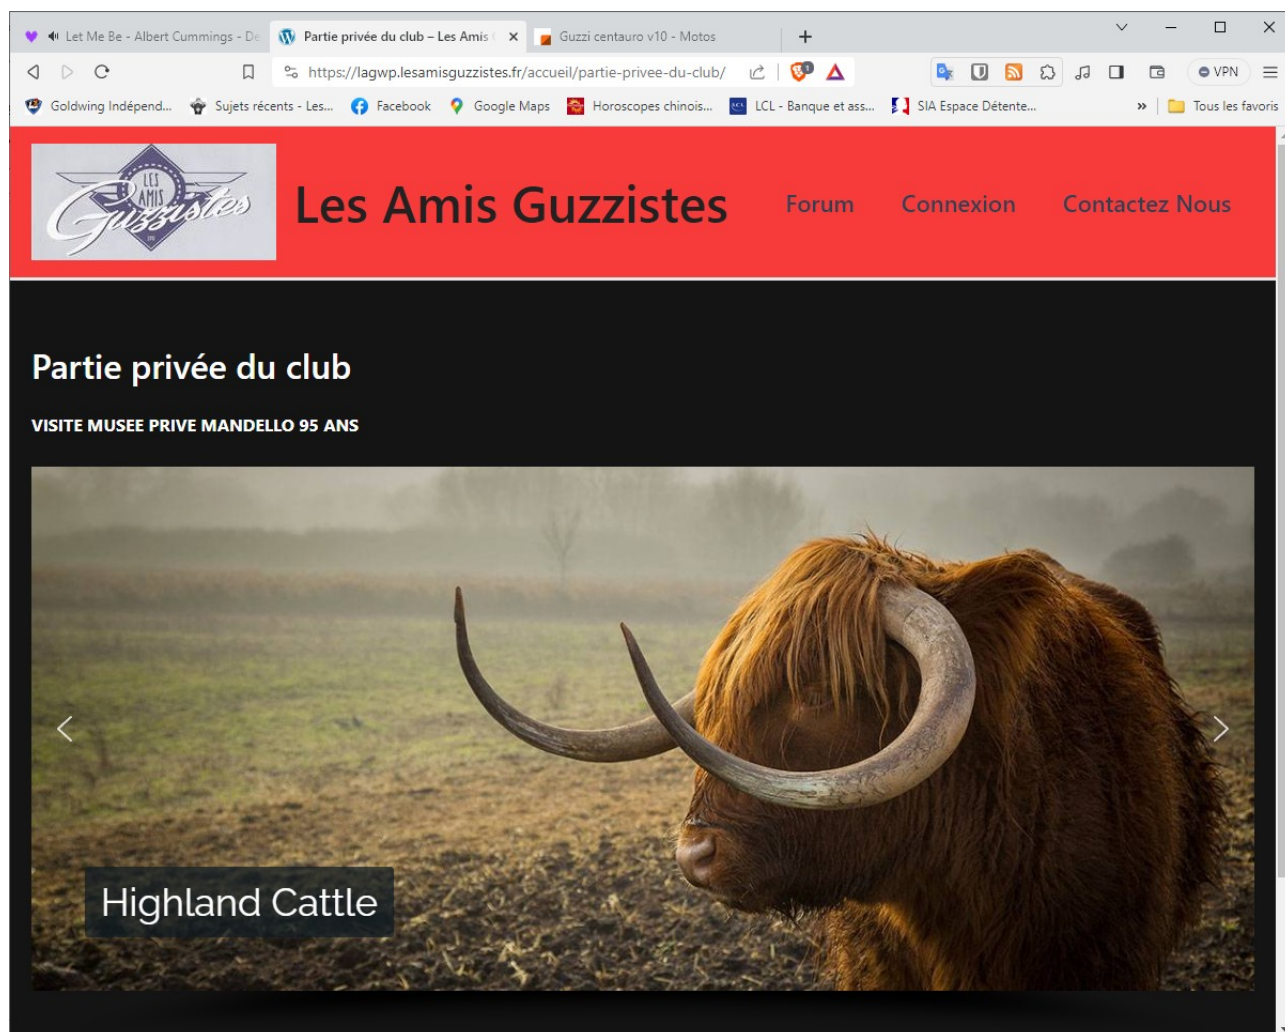 Let Me Be - Albert Cummings - De
Partie privée du club – Les Amis
Guzzi centauro v10 - Motos
https://lagwp.lesamisguzzistes.fr/accueil/partie-privee-du-club/
VPN
Goldwing Indépend...
Sujets récents - Les...
Facebook
Google Maps
Horoscopes chinois...
LCL - Banque et ass...
SIA Espace Détente...
Tous les favoris
LES
AMIS
Guzzistes
Les Amis Guzzistes
Forum
Connexion
Contactez Nous
Partie privée du club
VISITE MUSEE PRIVE MANDELLO 95 ANS
Highland Cattle